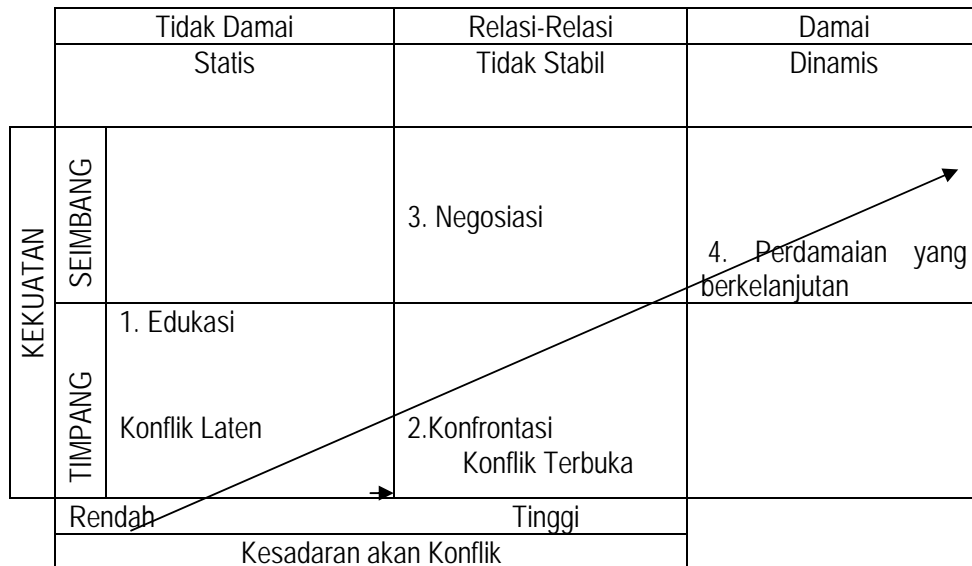 Tidak Damai Relasi-Relasi Damai
Statis Tidak Stabil Dinamis
KEKUATAN
SEIMBANG
3. Negosiasi
4. Perdamaian yang
berkelanjutan
TIMPANG
1. Edukasi
Konflik Laten
2.Konfrontasi
Konflik Terbuka
Rendah Tinggi
Kesadaran akan Konflik